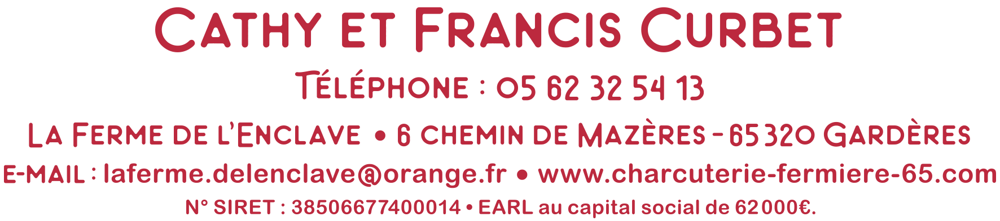 Cathy et Francis Curbet
Téléphone : 05 62 32 54 13
La Ferme de l'Enclave • 6 chemin de Mazères - 65320 Gardères
e-mail : laferme.delenclave@orange.fr • www.charcuterie-fermiere-65.com
N° SIRET : 38506677400014 • EARL au capital social de 62000€.